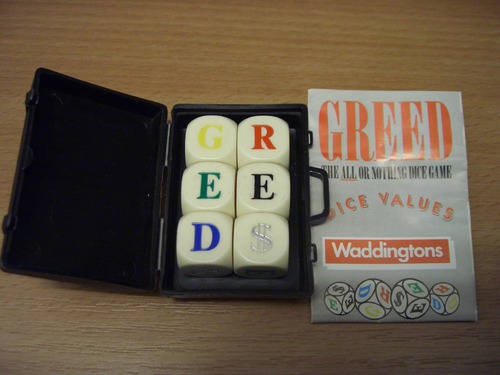 G R
E E
D $
GREED
THE ALL OR NOTHING DICE GAME
DICE VALUES
Waddingtons
$ E D R $ E E R D